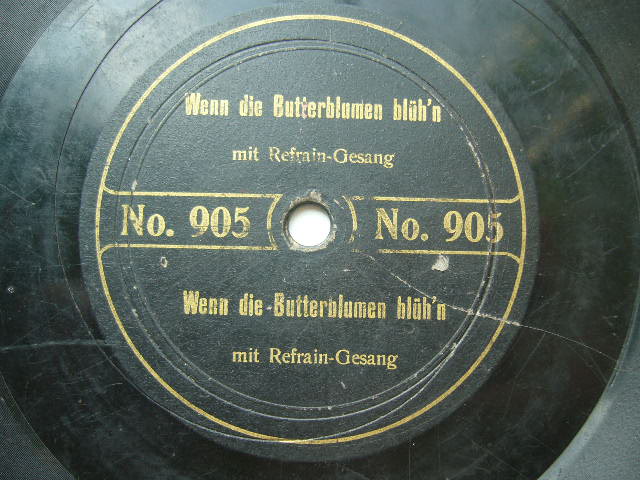 Wenn die Butterblumen blüh'n
mit Refrain-Gesang
No. 905 No. 905
Wenn die Butterblumen blüh'n
mit Refrain-Gesang